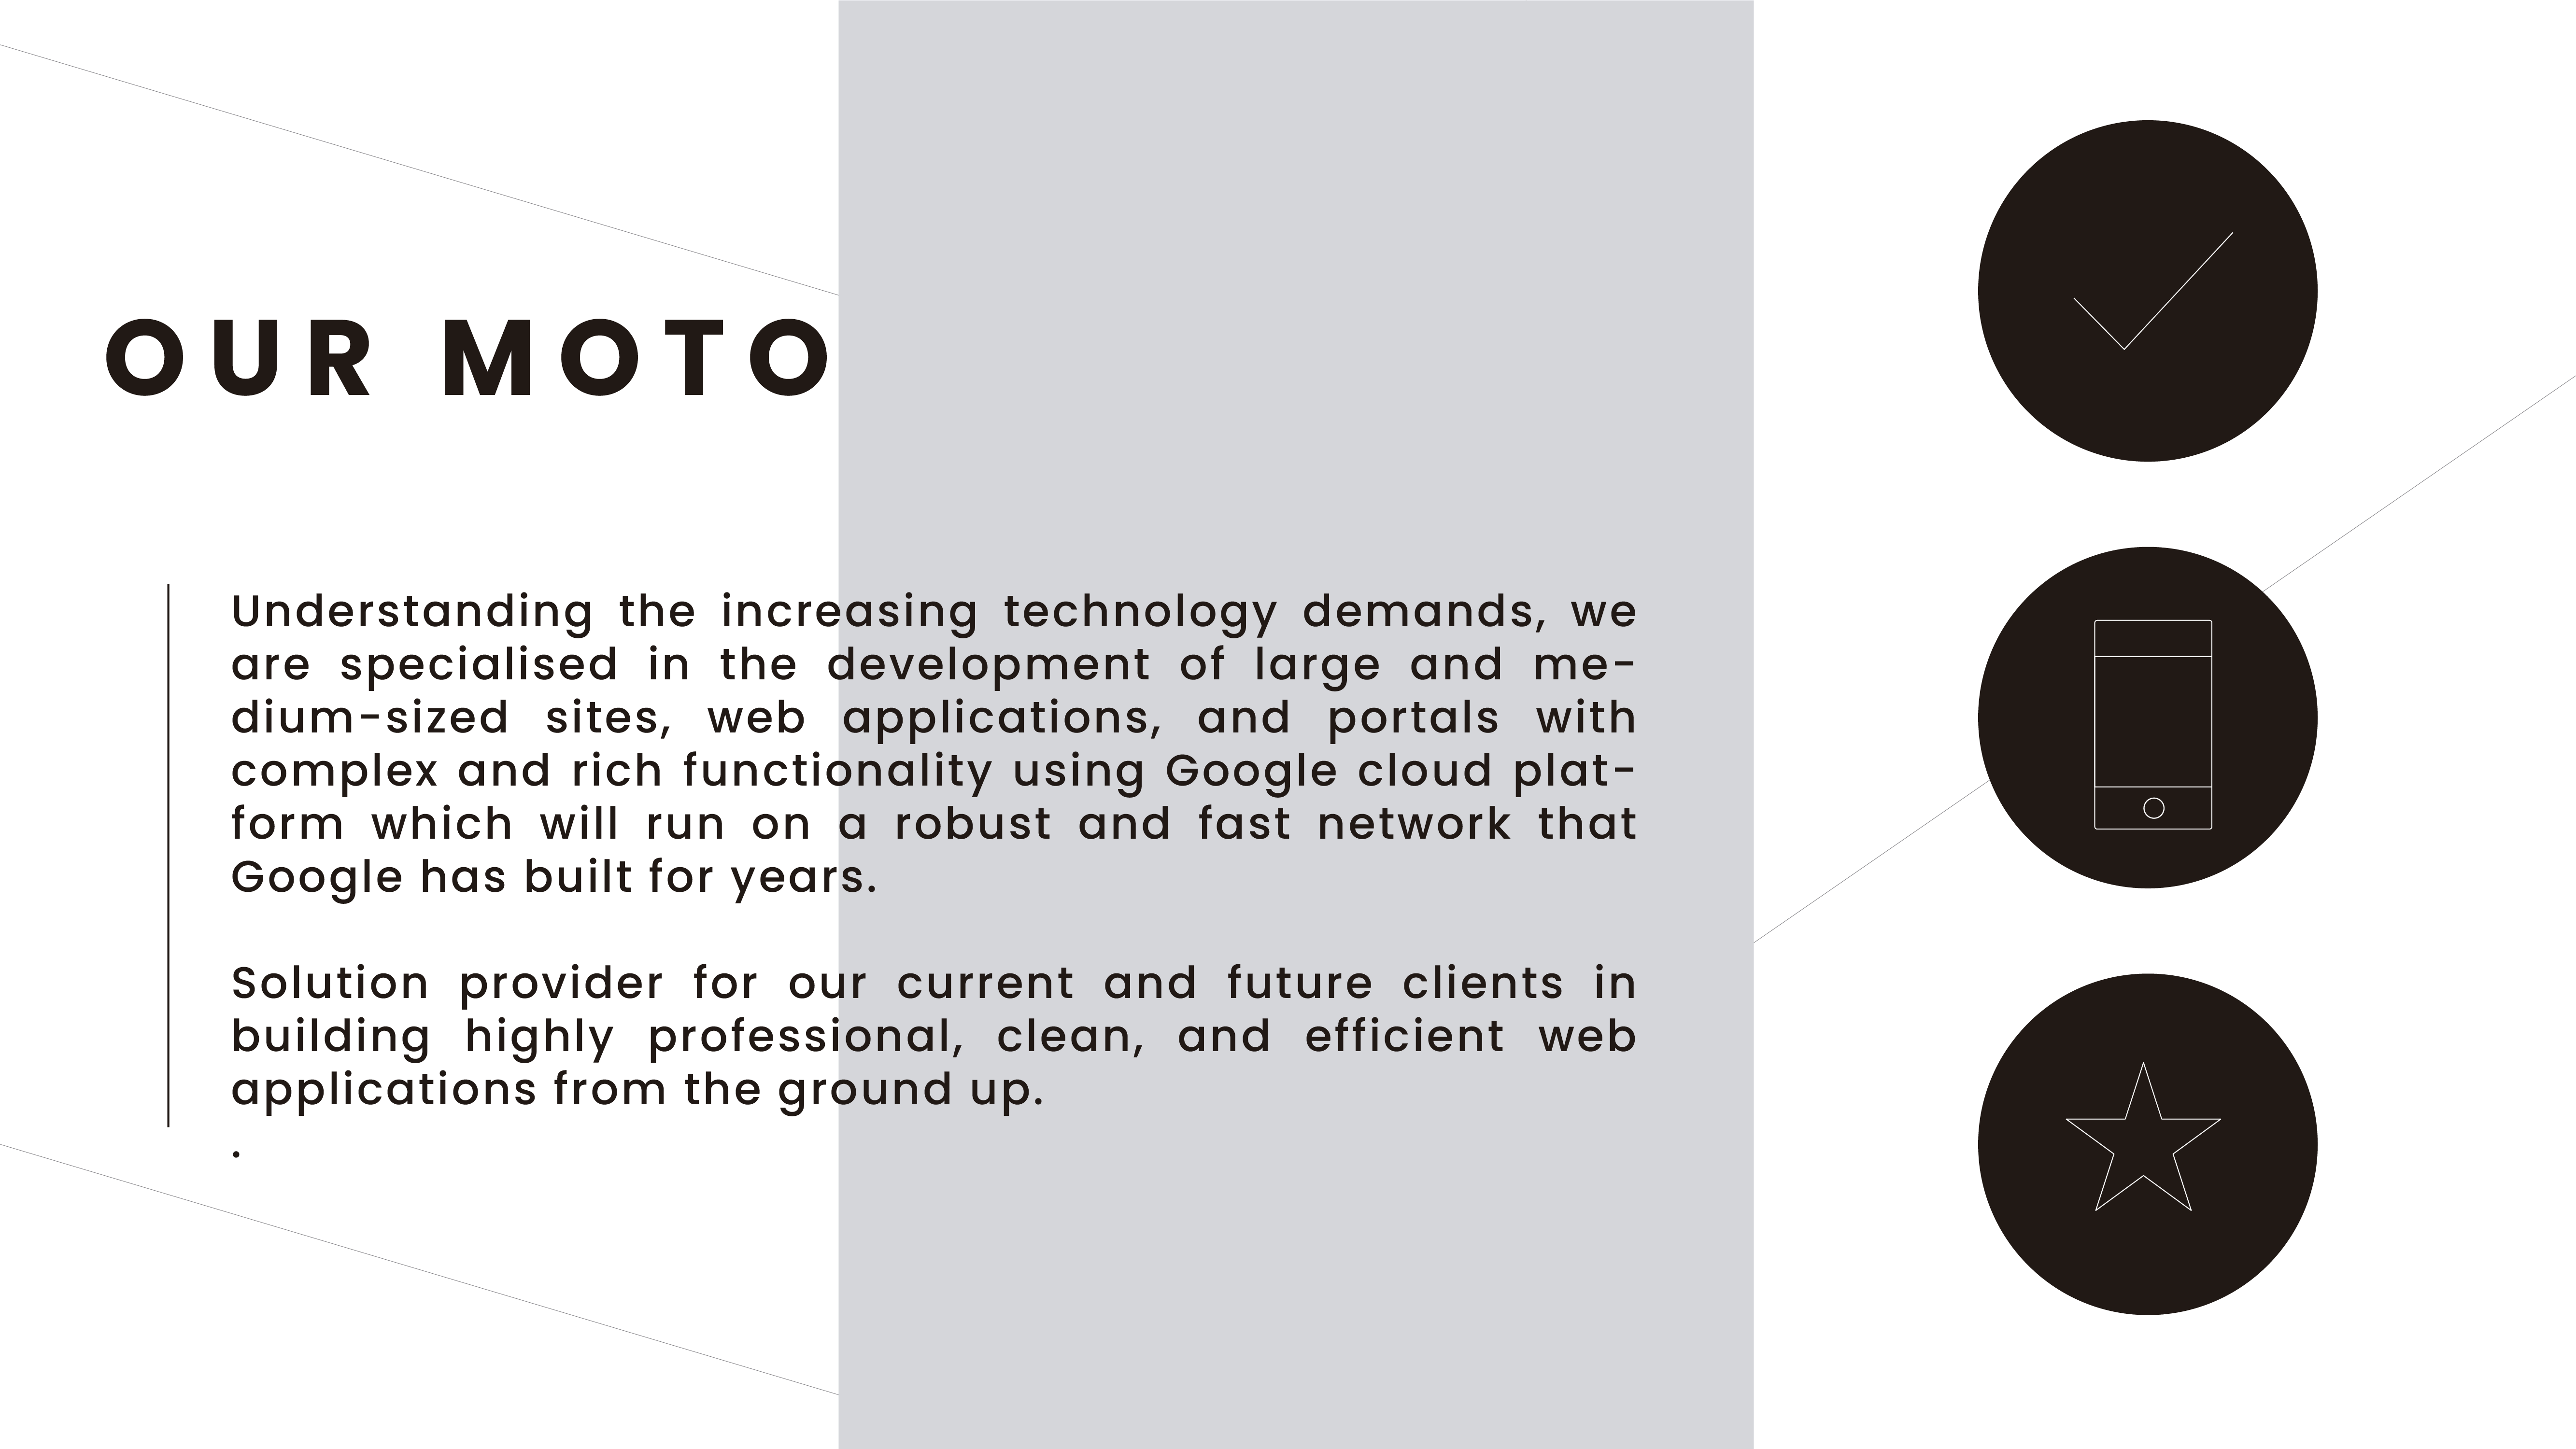 OUR MOTO
Understanding the increasing technology demands, we
are specialised in the development of large and me-
dium-sized sites, web applications, and portals with
complex and rich functionality using Google cloud plat-
form which will run on a robust and fast network that
Google has built for years.
Solution provider for our current and future clients in
building highly professional, clean, and efficient web
applications from the ground up.
.